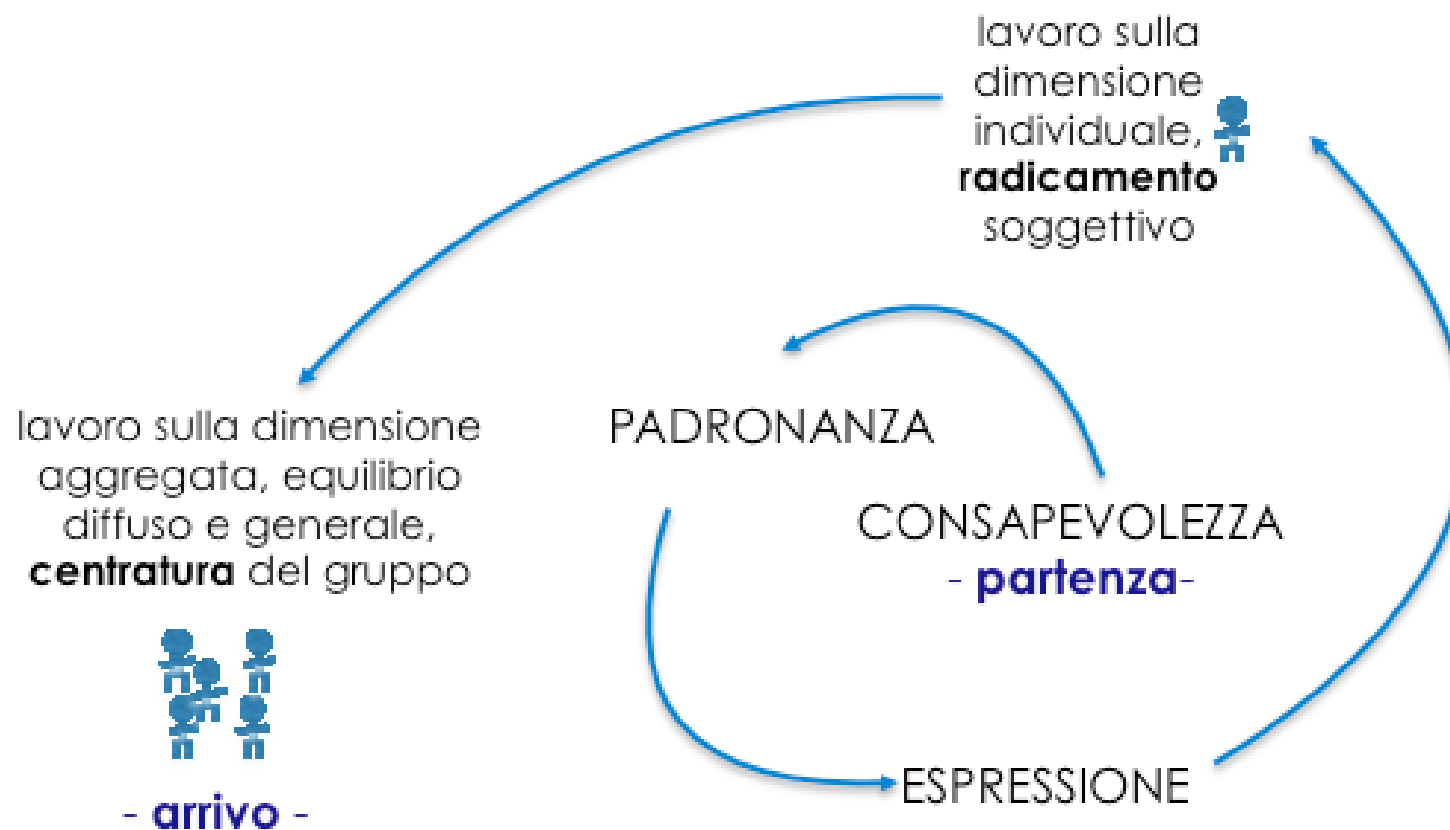 lavoro sulla
dimensione
individuale,
radicamento
soggettivo
lavoro sulla dimensione
aggregata, equilibrio
diffuso e generale,
centratura del gruppo
- arrivo -
PADRONANZA
CONSAPEVOLEZZA
- partenza-
ESPRESSIONE